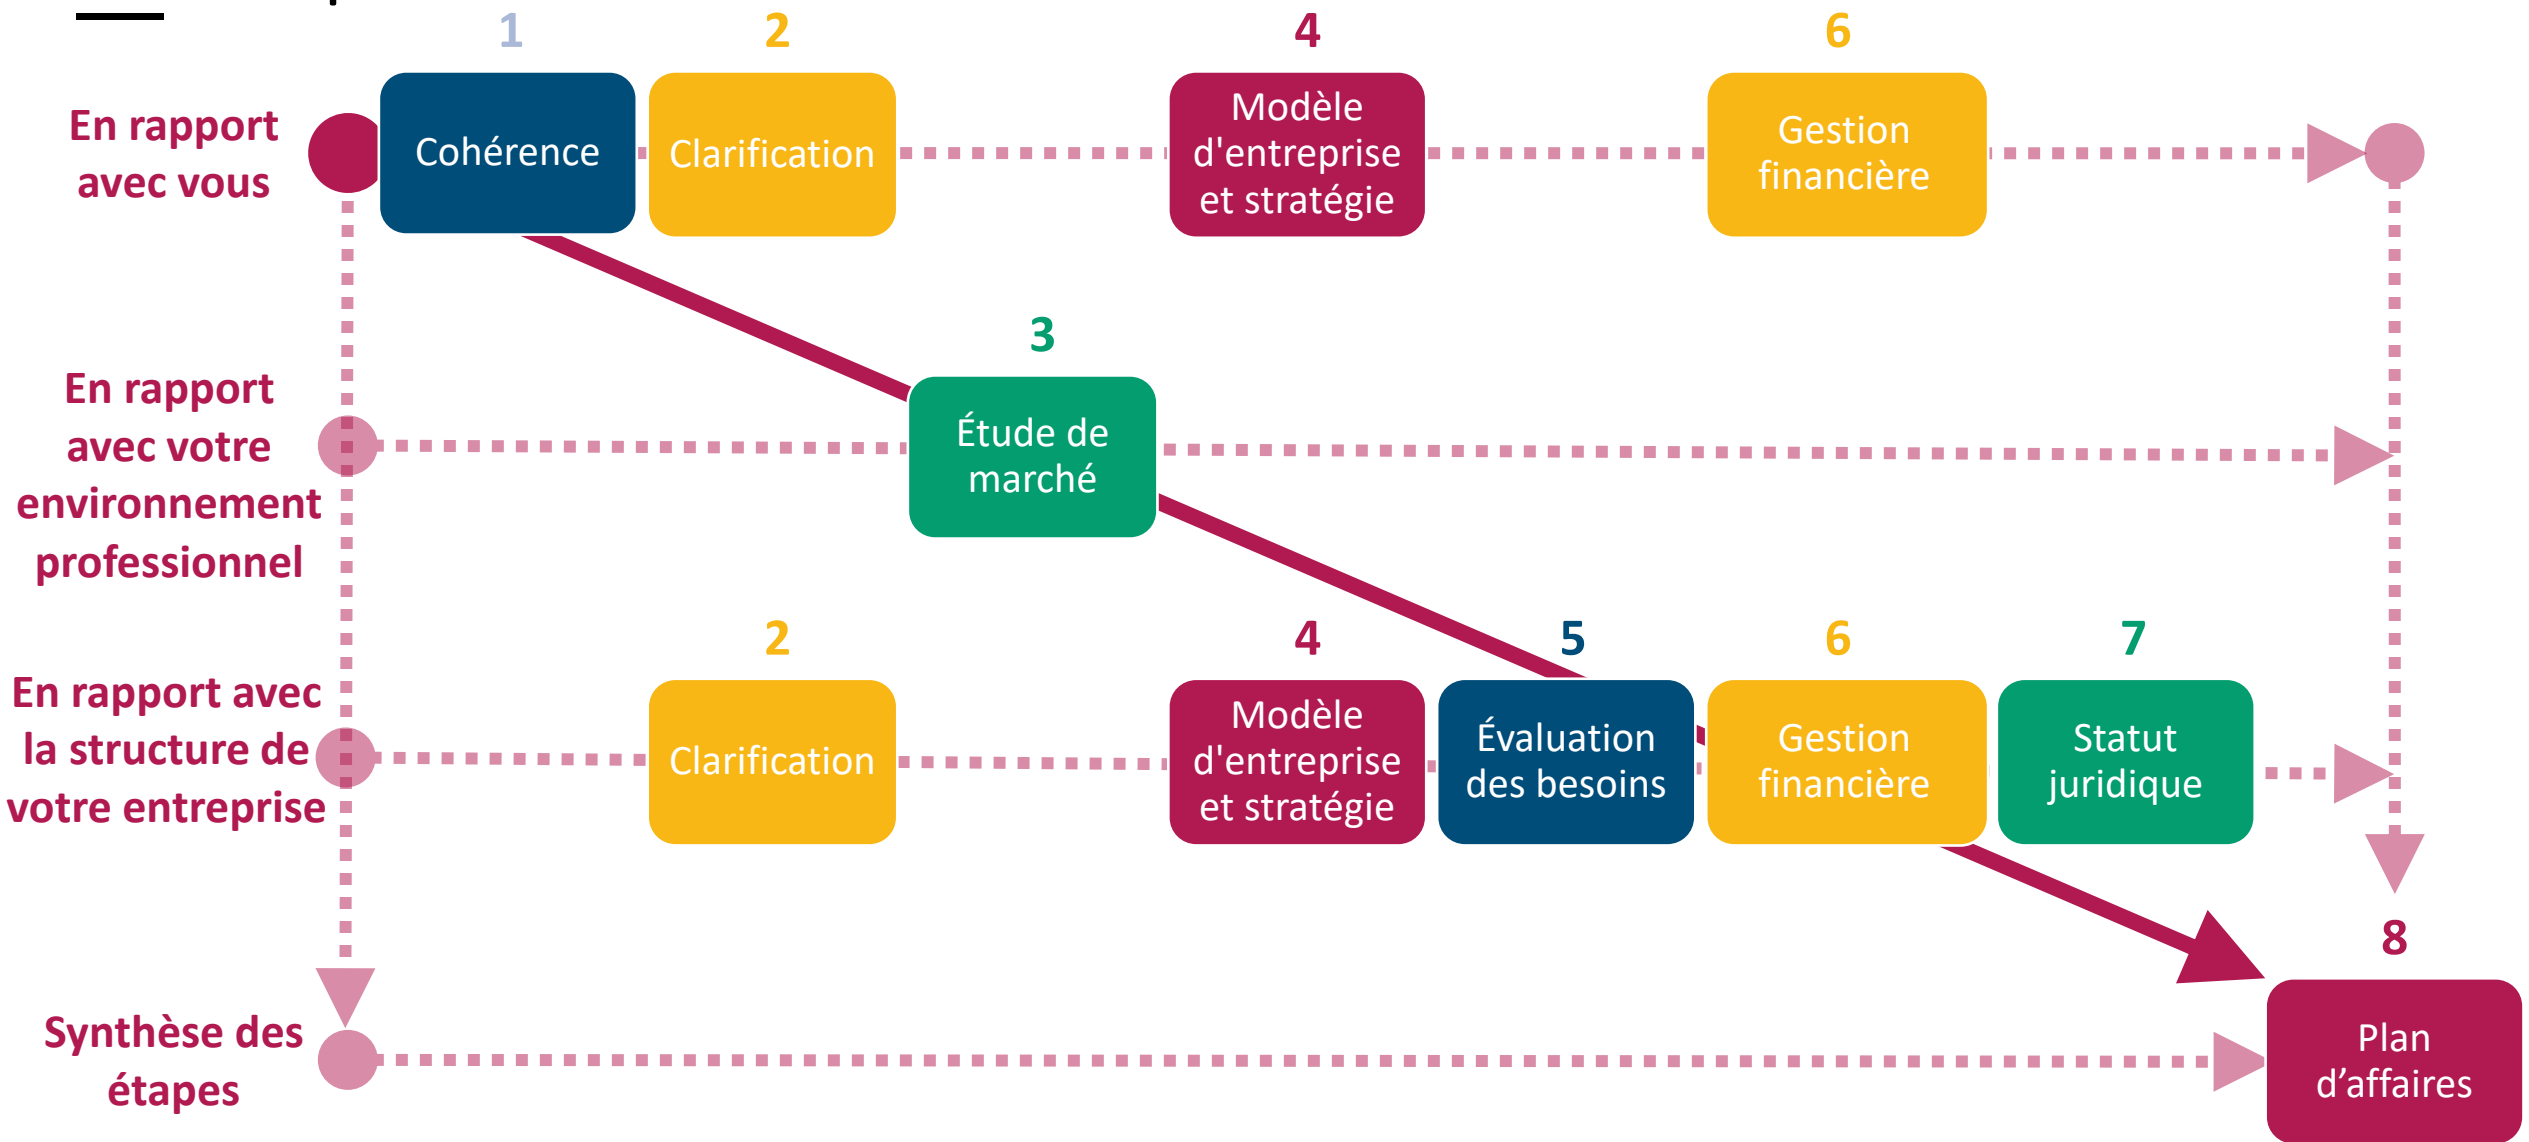 1
2
4
6
En rapport
avec vous
Cohérence
Clarification
Modèle
d'entreprise
et stratégie
Gestion
financière
3
En rapport
avec votre
environnement
professionnel
Étude de
marché
2
4
5
6
7
En rapport avec
la structure de
votre entreprise
Clarification
Modèle
d'entreprise
et stratégie
Évaluation
des besoins
Gestion
financière
Statut
juridique
8
Synthèse des
étapes
Plan
d’affaires